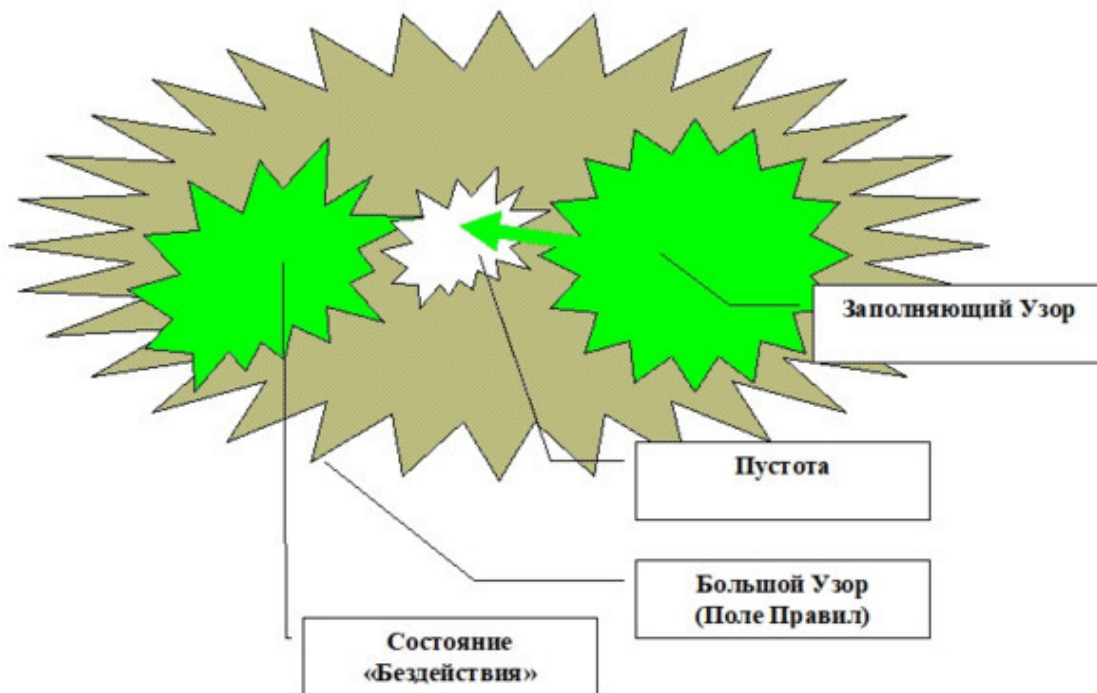 Заполняющий Узор
Пустота
Большой Узор
(Поле Правил)
Состояние
«Бездействия»